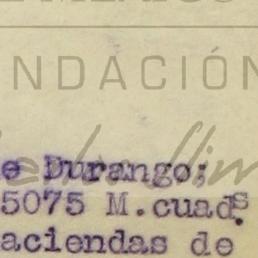 NDACIÓN
e Durango;
5075 M.cuads.
aciendas de